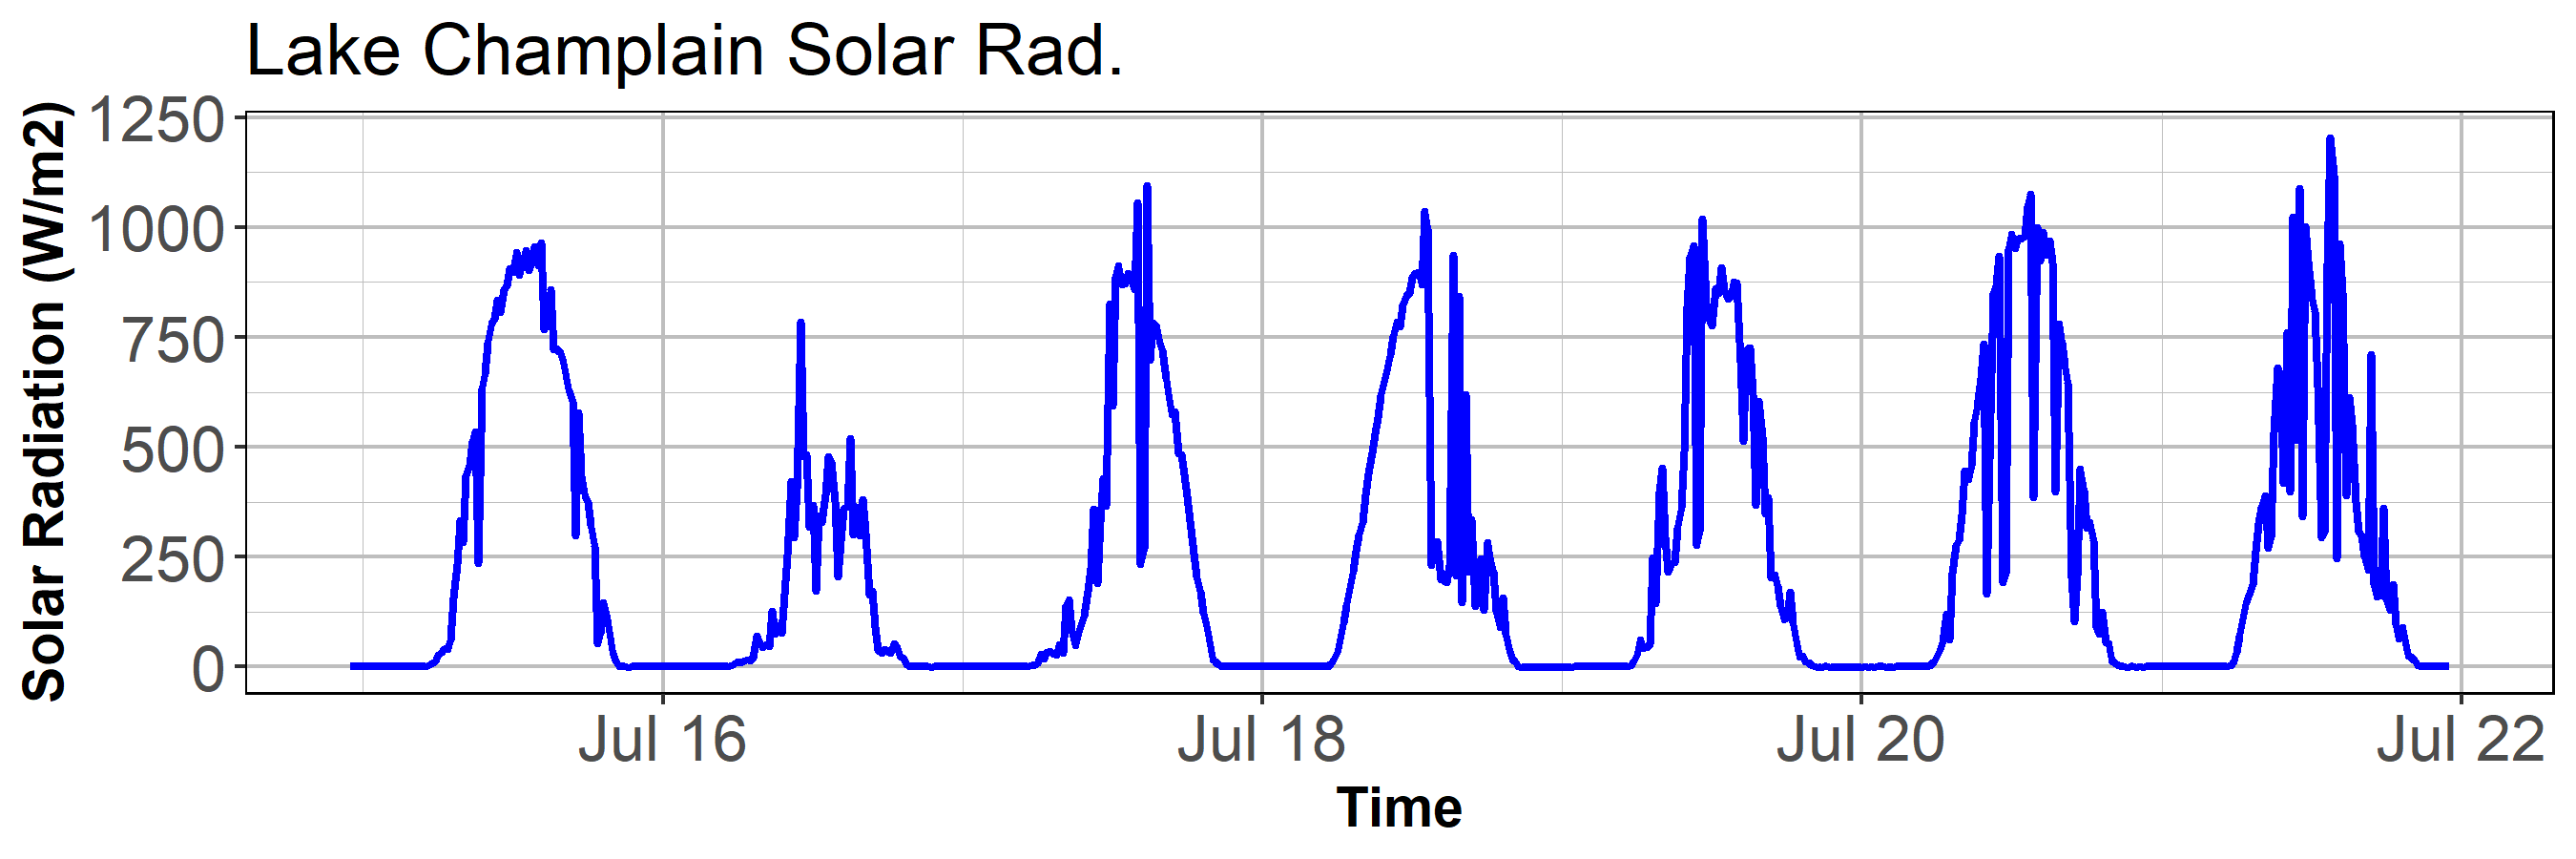 Lake Champlain Solar Rad.
Solar Radiation (W/m2)
1250
1000
750
500
250
0
Jul 16 Jul 18 Jul 20 Jul 22
Time